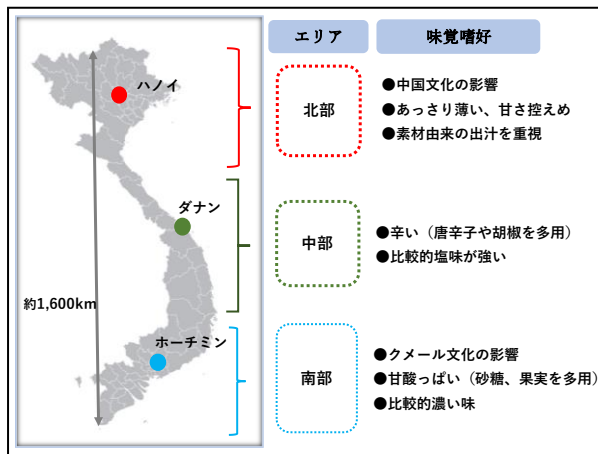 エリア
味覚嗜好
ハノイ
北部
●中国文化の影響
●あっさり薄い、甘さ控えめ
●素材由来の出汁を重視
ダナン
中部
●辛い（唐辛子や胡椒を多用）
●比較的塩味が強い
約1,600km
ホーチミン
南部
●クメール文化の影響
●甘酸っぱい（砂糖、果実を多用）
●比較的濃い味